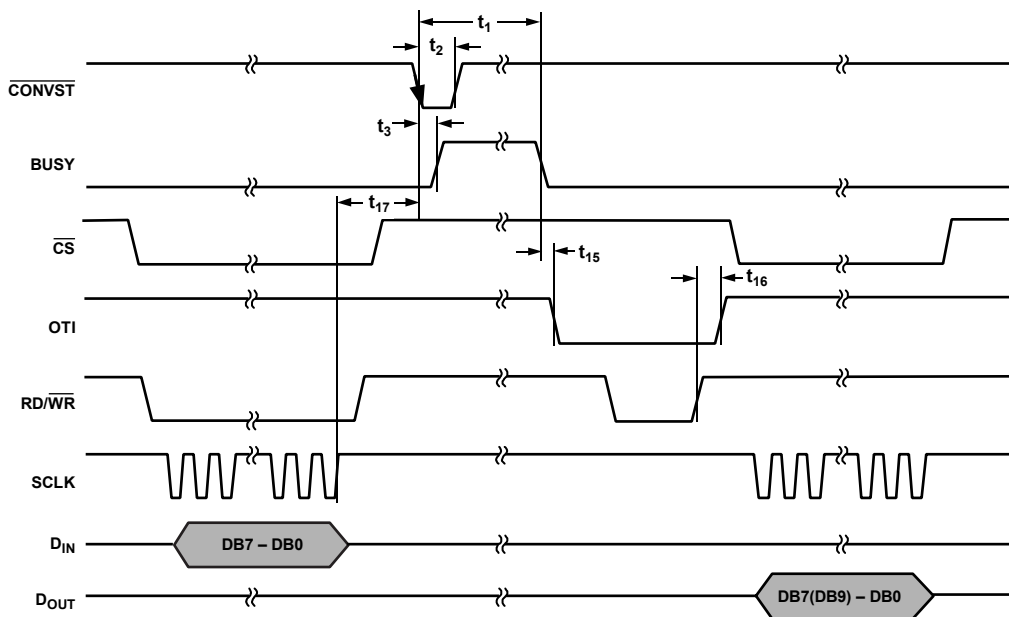 t1
t2
CONVST
t3
BUSY
t17
CS
t15
t16
OTI
RD/WR
SCLK
DIN
DB7 – DB0
DOUT
DB7(DB9) – DB0